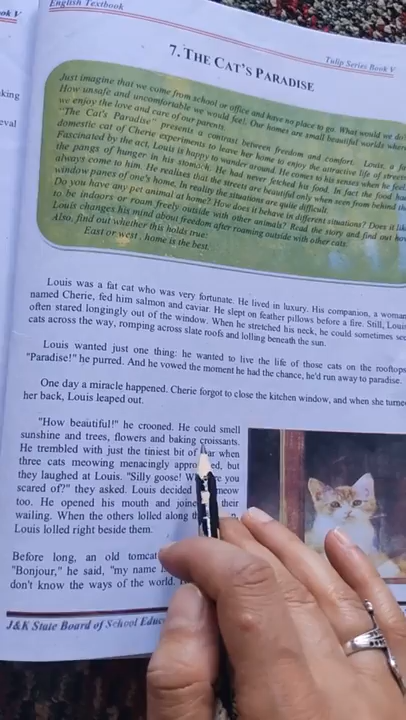 English Textbook
ok V
Tulip Series Book V
7. THE CAT'S PARADISE
king
eval
Just imagine that we come from school or office and have no place to go. What would we do?
How unsafe and uncomfortable we would feel! Our homes are small beautiful worlds where
we enjoy the love and care of our parents.
"The Cat's Paradise" presents a contrast between freedom and comfort. Louis, a
domestic cat of Cherie experiments to leave her home to enjoy the attractive life of streets.
Fascinated by the act, Louis is happy to wander around. He comes to his senses when he feels
the pangs of hunger in his stomach. He had never fetched his food. In fact the food had
always come to him. He realises that the streets are beautiful only when seen from behind the
window panes of one's home, in reality the situations are quite difficult.
Do you have any pet animal at home? How does it behave in different situations? Does it like
to be indoors or roam freely outside with other animals? Read the story and find out how
Louis changes his mind about freedom after roaming outside with other cats.
Also, find out whether this holds true:
East or west, home is the best.
Louis was a fat cat who was very fortunate. He lived in luxury. His companion, a woman
named Cherie, fed him salmon and caviar. He slept on feather pillows before a fire. Still, Louis
often stared longingly out of the window. When he stretched his neck, he could sometimes see
cats across the way, romping across slate roofs and lolling beneath the sun.
Louis wanted just one thing: he wanted to live the life of those cats on the rooftops
"Paradise!" he purred. And he vowed the moment he had the chance, he'd run away to paradise.
One day a miracle happened. Cherie forgot to close the kitchen window, and when she turned
her back, Louis leaped out.
"How beautiful!" he crooned. He could smell
sunshine and trees, flowers and baking croissants.
He trembled with just the tiniest bit of fear when
three cats meowing menacingly approached, but
they laughed at Louis. "Silly goose! What are you
scared of?" they asked. Louis decided meow
too. He opened his mouth and joined their
wailing. When the others lolled along
Louis lolled right beside them.
Before long, an old tomcat
"Bonjour," he said, "my name
don't know the ways of the world.
J&K State Board of School